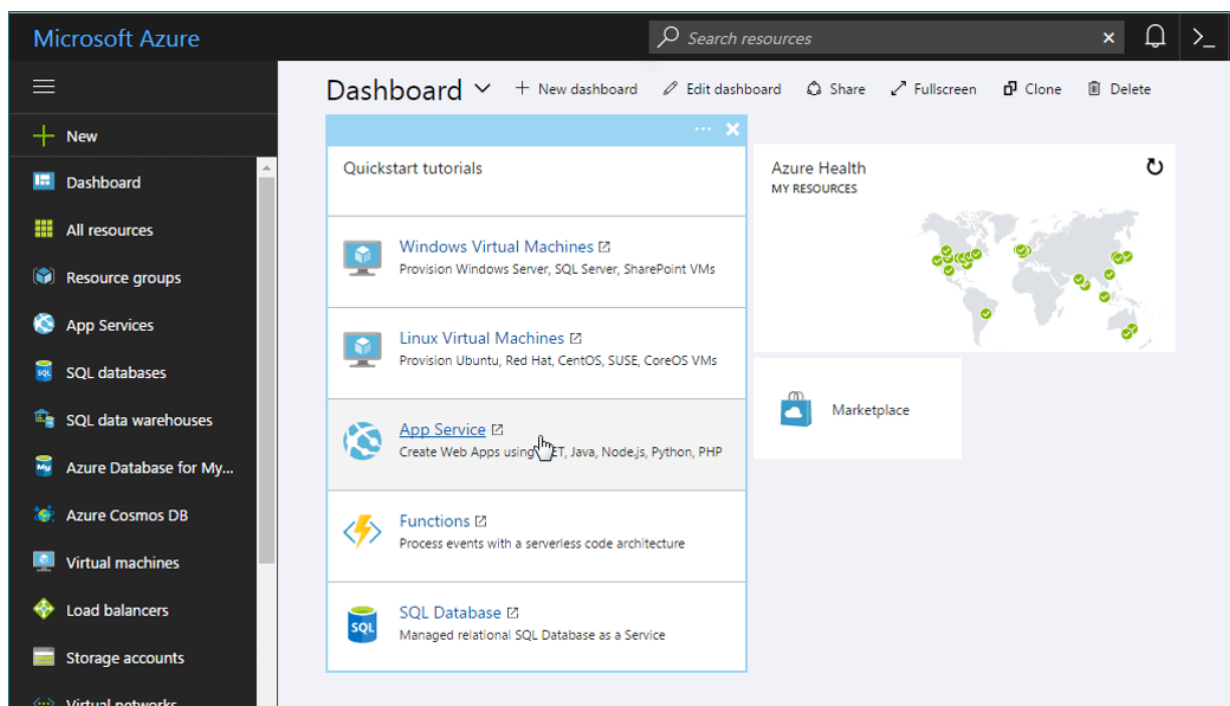 Microsoft Azure
Search resources
Dashboard
New dashboard
Edit dashboard
Share
Fullscreen
Clone
Delete
New
Dashboard
All resources
Resource groups
App Services
SQL databases
SQL data warehouses
Azure Database for My...
Azure Cosmos DB
Virtual machines
Load balancers
Storage accounts
Virtual networks
Quickstart tutorials
Windows Virtual Machines
Provision Windows Server, SQL Server, SharePoint VMs
Linux Virtual Machines
Provision Ubuntu, Red Hat, CentOS, SUSE, CoreOS VMs
App Service
Create Web Apps using ET, Java, Node.js, Python, PHP
Functions
Process events with a serverless code architecture
SQL
SQL Database
Managed relational SQL Database as a Service
Azure Health
MY RESOURCES
Marketplace